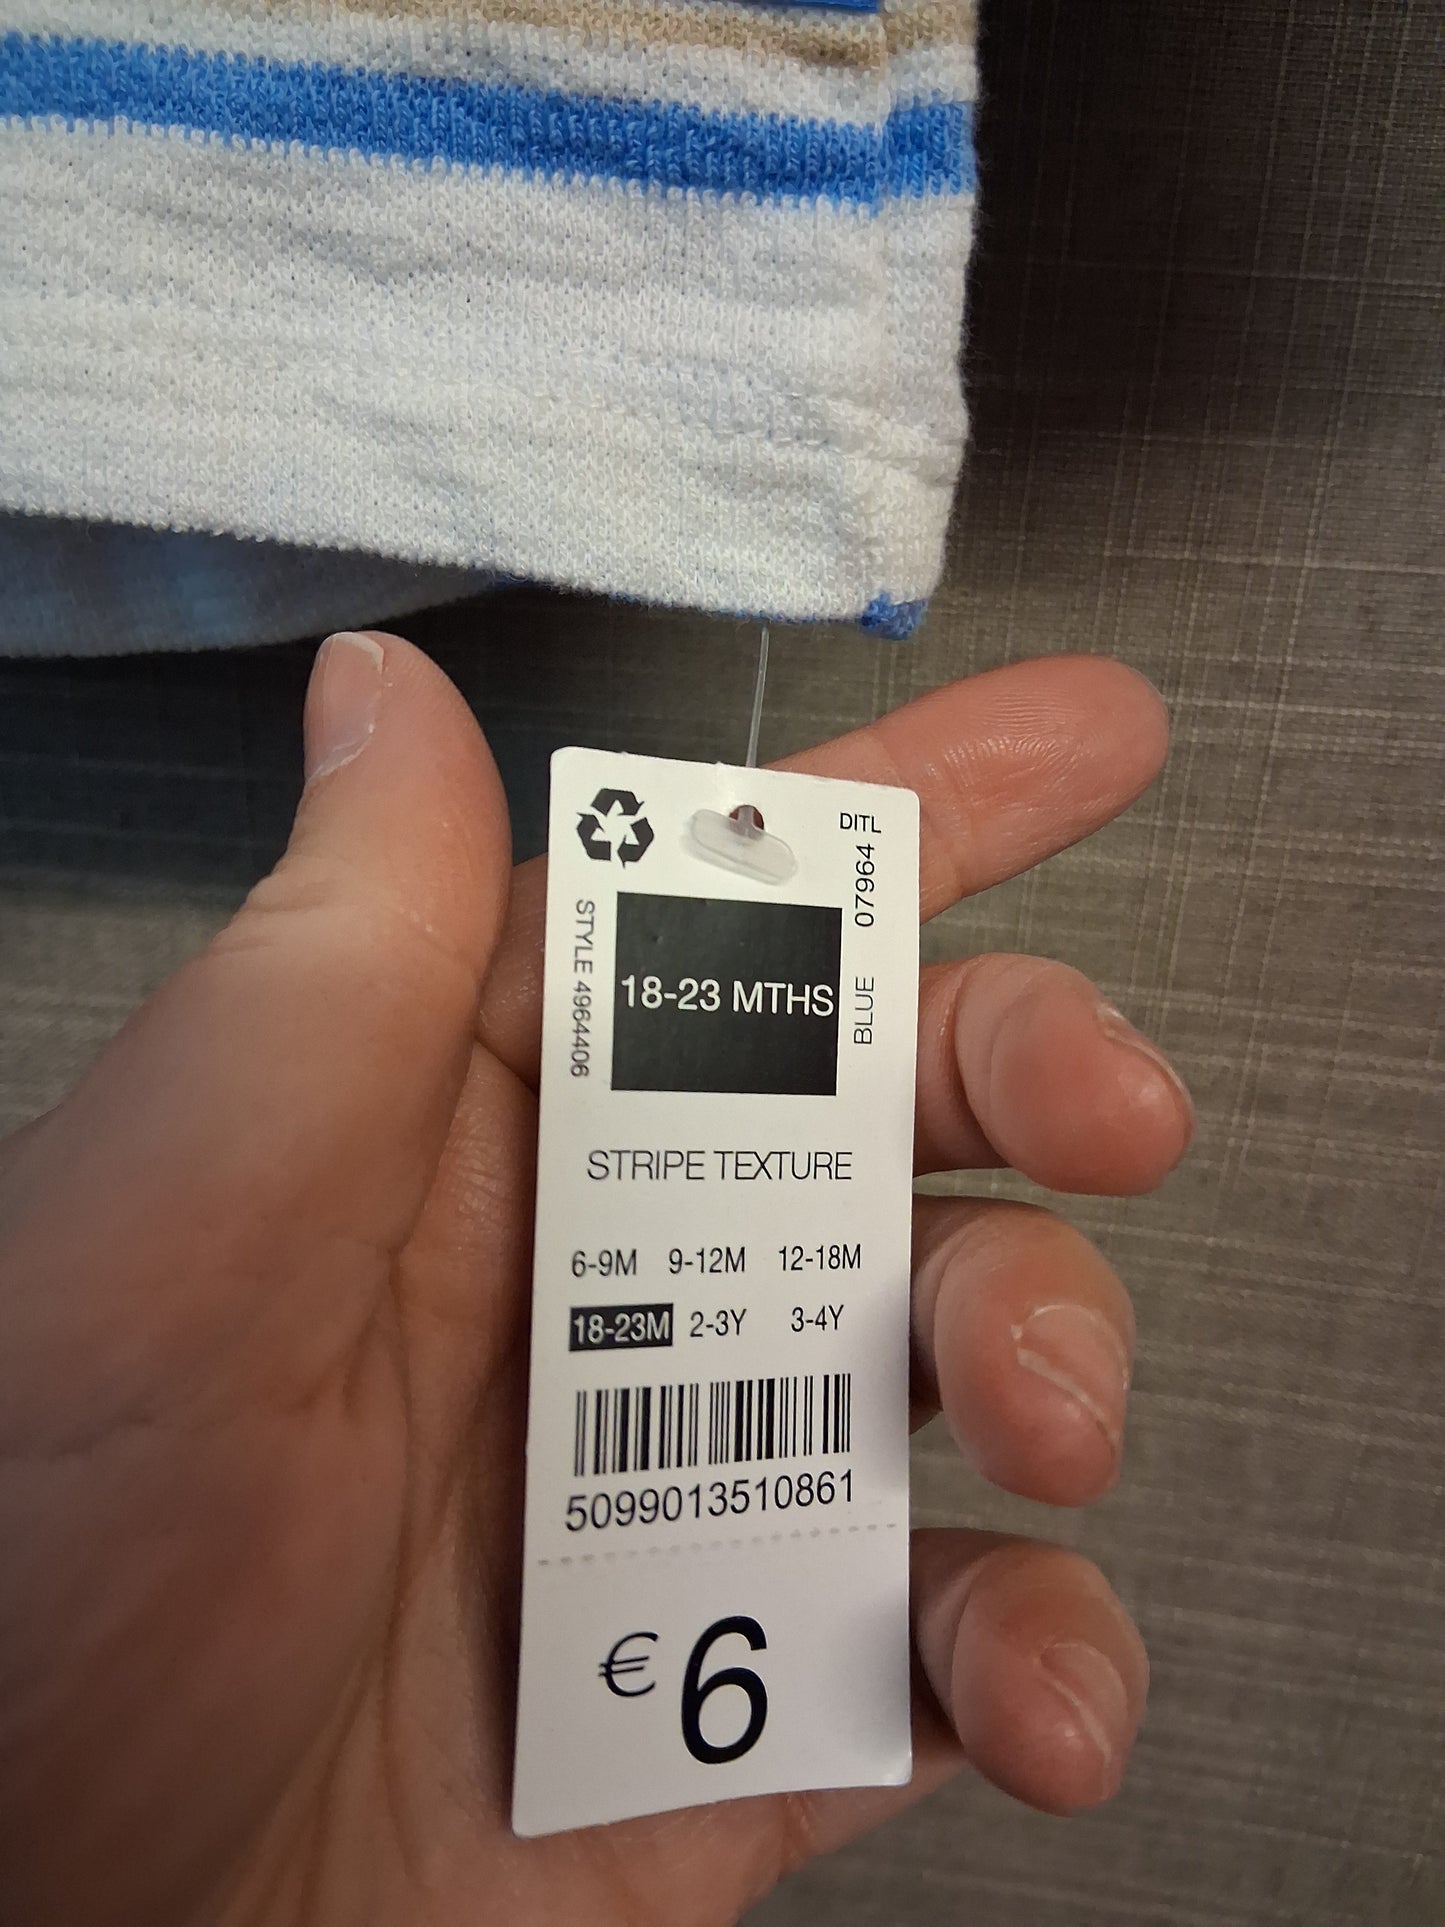 DITL
07964
BLUE
STYLE 4964406
18-23 MTHS
STRIPE TEXTURE
6-9M 9-12M 12-18M
18-23M 2-3Y 3-4Y
5099013510861
€6